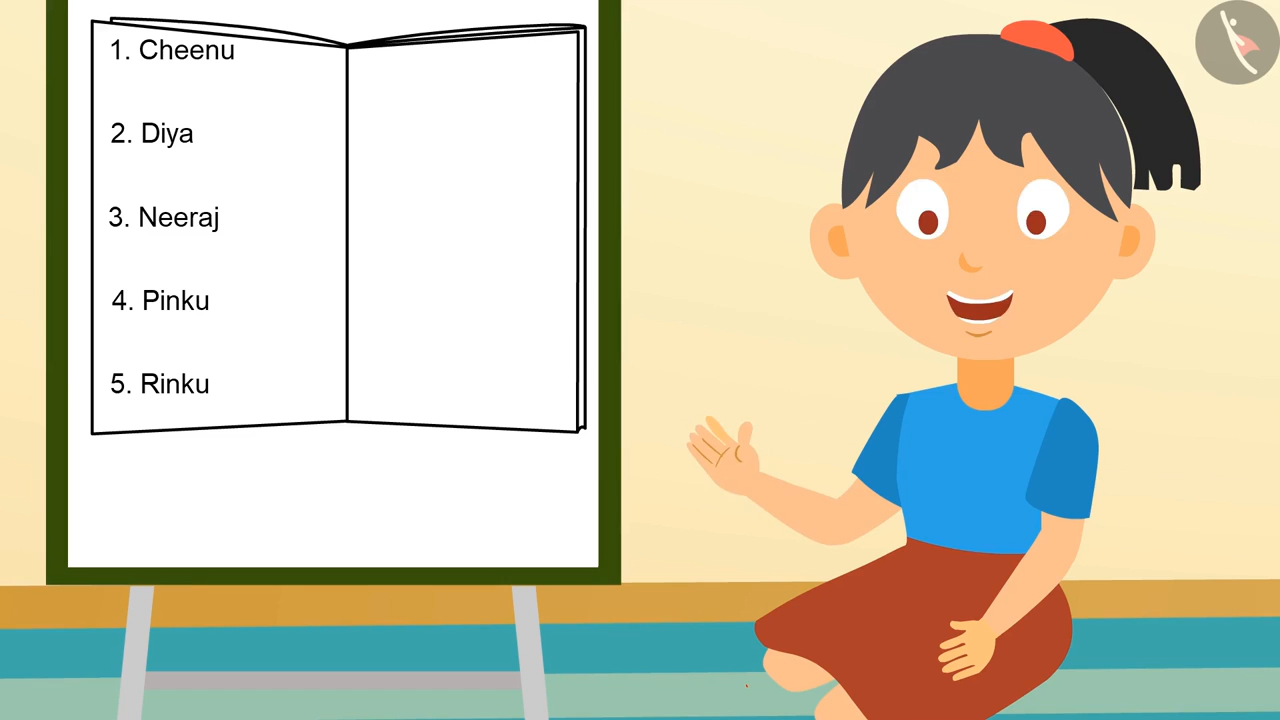 1. Cheenu
2. Diya
3. Neeraj
4. Pinku
5. Rinku